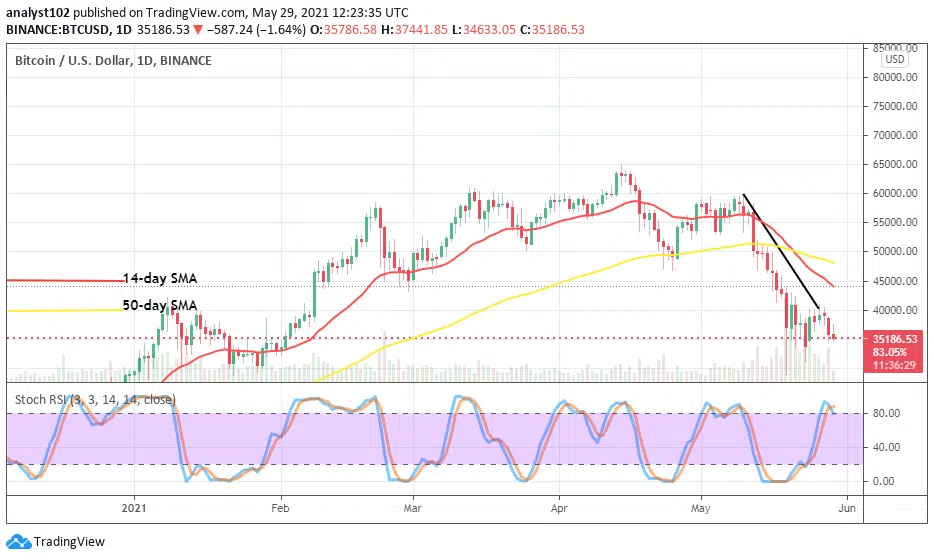 analyst102 published on TradingView.com, May 29, 2021 12:23:35 UTC
BINANCE:BTCUSD, 1D 35186.53 ▼ −587.24 (−1.64%) O:35786.58 H:37441.85 L:34633.05 C:35186.53
Bitcoin / U.S. Dollar, 1D, BINANCE
85000.00
USD
80000.00
75000.00
70000.00
65000.00
60000.00
55000.00
50000.00
14-day SMA
45000.00
50-day SMA
40000.00
35186.53
83.05%
11:36:29
Stoch RSI (3, 3, 14, 14, close)
80.00
40.00
0.00
2021 Feb Mar Apr May Jun
TradingView